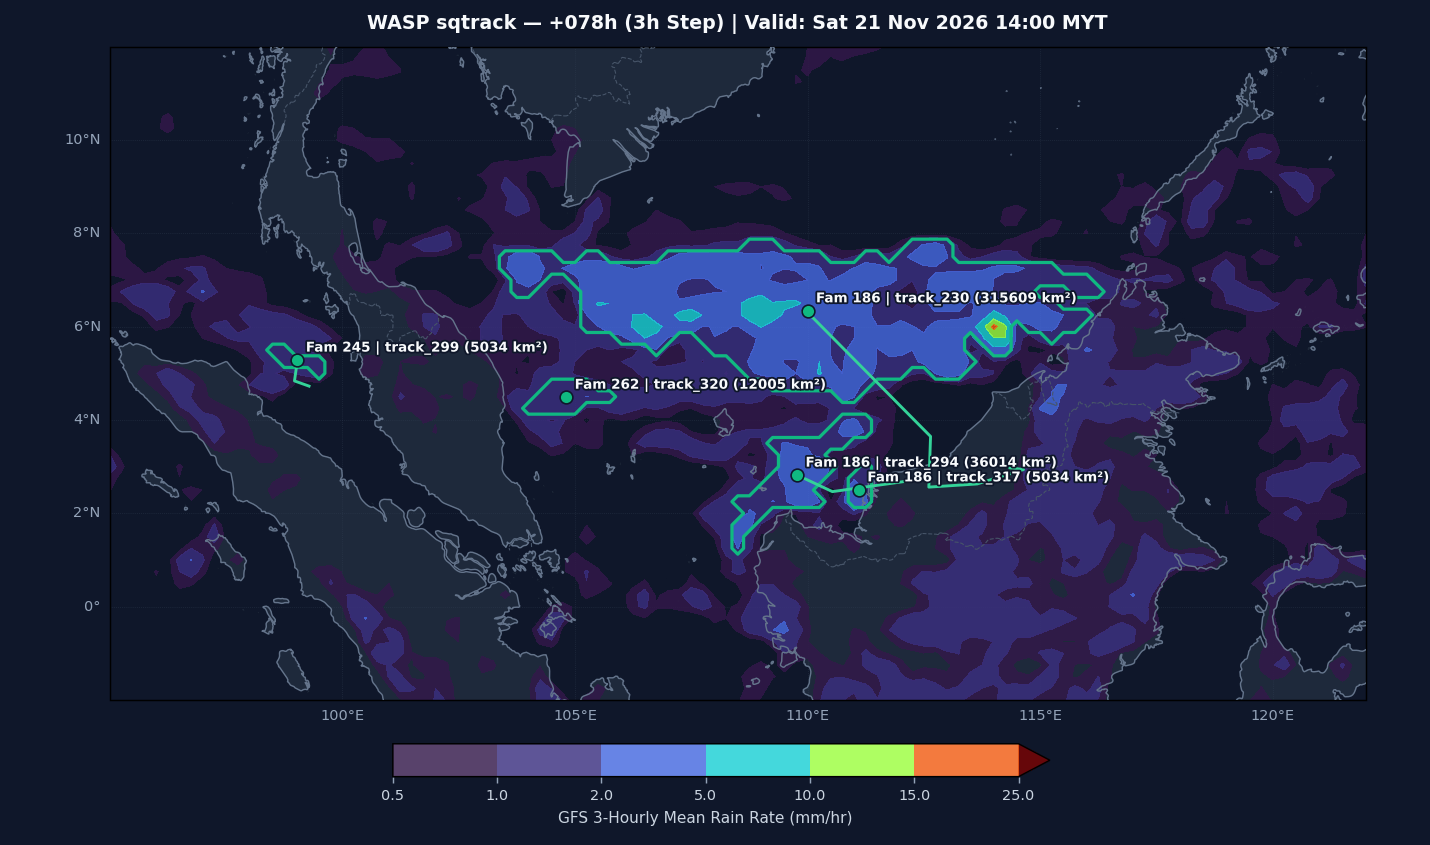 WASP sqtrack — +078h (3h Step) | Valid: Sat 21 Nov 2026 14:00 MYT
10°N
8°N
6°N
4°N
2°N
0°
Fam 186 | track_230 (315609 km²)
Fam 245 | track_299 (5034 km²)
Fam 262 | track_320 (12005 km²)
Fam 186 | track_294 (36014 km²)
Fam 186 | track_317 (5034 km²)
100°E 105°E 110°E 115°E 120°E
0.5 1.0 2.0 5.0 10.0 15.0 25.0
GFS 3-Hourly Mean Rain Rate (mm/hr)